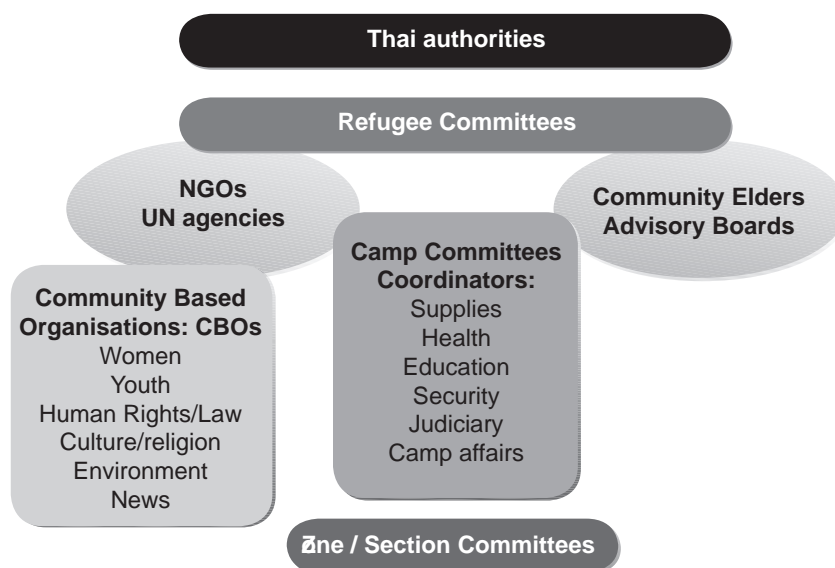 Thai authorities
Refugee Committees
NGOs
UN agencies
Community Elders
Advisory Boards
Camp Committees
Coordinators:
Supplies
Health
Education
Security
Judiciary
Camp affairs
Community Based
Organisations: CBOs
Women
Youth
Human Rights/Law
Culture/religion
Environment
News
Zone / Section Committees